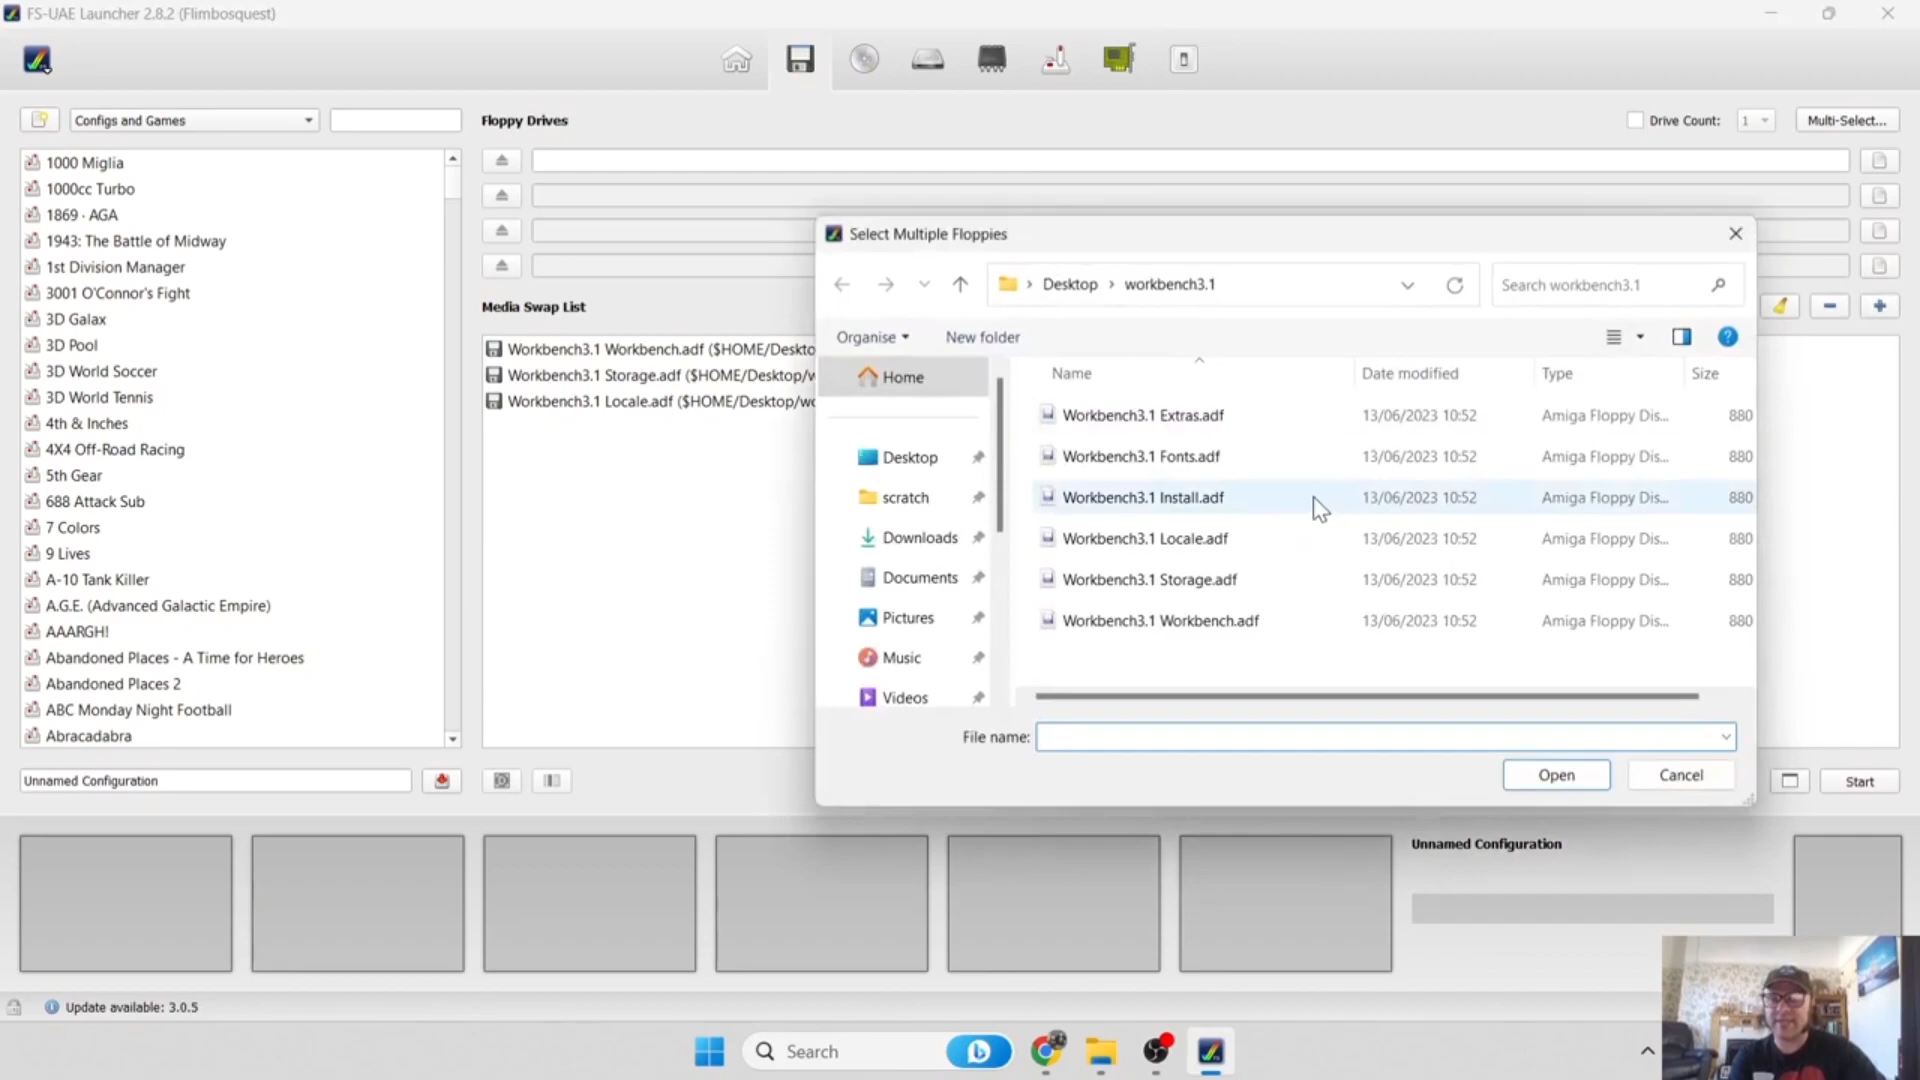 FS-UAE Launcher 2.8.2 (Flimbosquest)
Configs and Games
Floppy Drives
Drive Count:
1
Multi-Select...
1000 Miglia
1000cc Turbo
1869 - AGA
1943: The Battle of Midway
1st Division Manager
3001 O'Connor's Fight
3D Galax
3D Pool
3D World Soccer
3D World Tennis
4th & Inches
4X4 Off-Road Racing
5th Gear
688 Attack Sub
7 Colors
9 Lives
A-10 Tank Killer
A.G.E. (Advanced Galactic Empire)
AAARGH!
Abandoned Places - A Time for Heroes
Abandoned Places 2
ABC Monday Night Football
Abracadabra
Unnamed Configuration
Media Swap List
Workbench3.1 Workbench.adf ($HOME/Deskto
Workbench3.1 Storage.adf ($HOME/Desktop/w
Workbench3.1 Locale.adf ($HOME/Desktop/wo
Select Multiple Floppies
Desktop
workbench3.1
Search workbench3.1
Organise
New folder
Home
Desktop
scratch
Downloads
Documents
Pictures
Music
Videos
Name Date modified Type Size
Workbench3.1 Extras.adf 13/06/2023 10:52 Amiga Floppy Dis... 880
Workbench3.1 Fonts.adf 13/06/2023 10:52 Amiga Floppy Dis... 880
Workbench3.1 Install.adf 13/06/2023 10:52 Amiga Floppy Dis... 880
Workbench3.1 Locale.adf 13/06/2023 10:52 Amiga Floppy Dis... 880
Workbench3.1 Storage.adf 13/06/2023 10:52 Amiga Floppy Dis... 880
Workbench3.1 Workbench.adf 13/06/2023 10:52 Amiga Floppy Dis... 880
File name:
Open
Cancel
Start
Unnamed Configuration
Update available: 3.0.5
Search